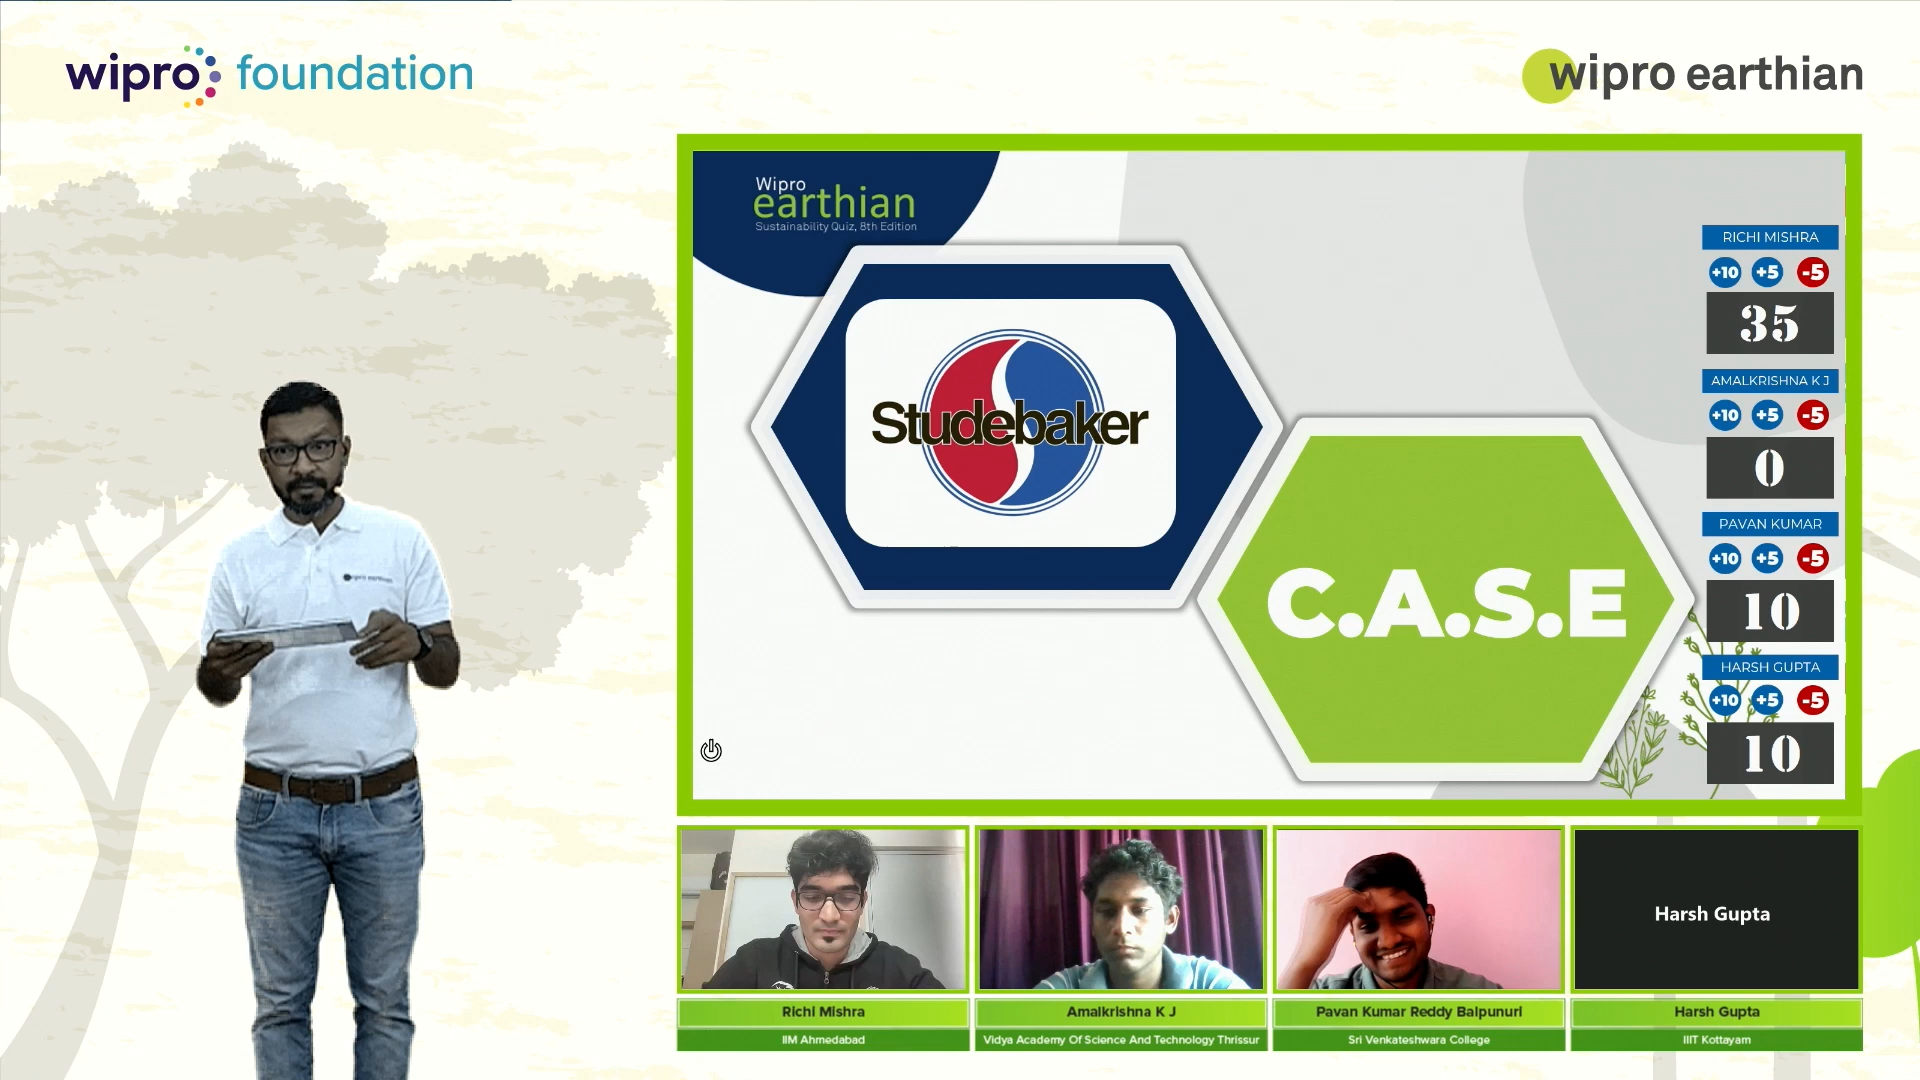 wipro foundation
wipro earthian
Wipro
earthian
Sustainability Quiz, 8th Edition
Studebaker
C.A.S.E
RICHI MISHRA
+10 +5 -5
35
AMALKRISHNA K J
+10 +5 -5
0
PAVAN KUMAR
+10 +5 -5
10
HARSH GUPTA
+10 +5 -5
10
wipro earthian
Harsh Gupta
Richi Mishra
IIM Ahmedabad
Amalkrishna K J
Vidya Academy Of Science And Technology Thrissur
Pavan Kumar Reddy Balpunuri
Sri Venkateshwara College
Harsh Gupta
IIIT Kottayam